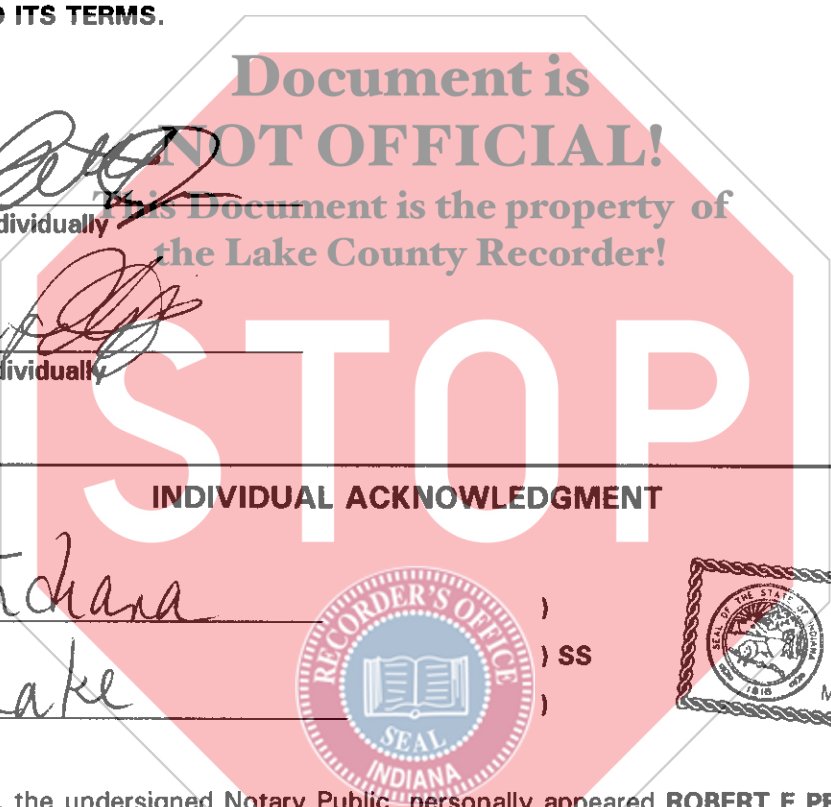 ITS TERMS.
Document is
NOT OFFICIAL!
This Document is the property of
the Lake County Recorder!
dividually
dividually
STOP
INDIVIDUAL ACKNOWLEDGMENT
ndiana )
) SS
ake )
RECORDER'S OFFICE
SEAL
INDIANA
SEAL OF THE STATE OF INDIANA
1816
M
the undersigned Notary Public, personally appeared ROBERT F